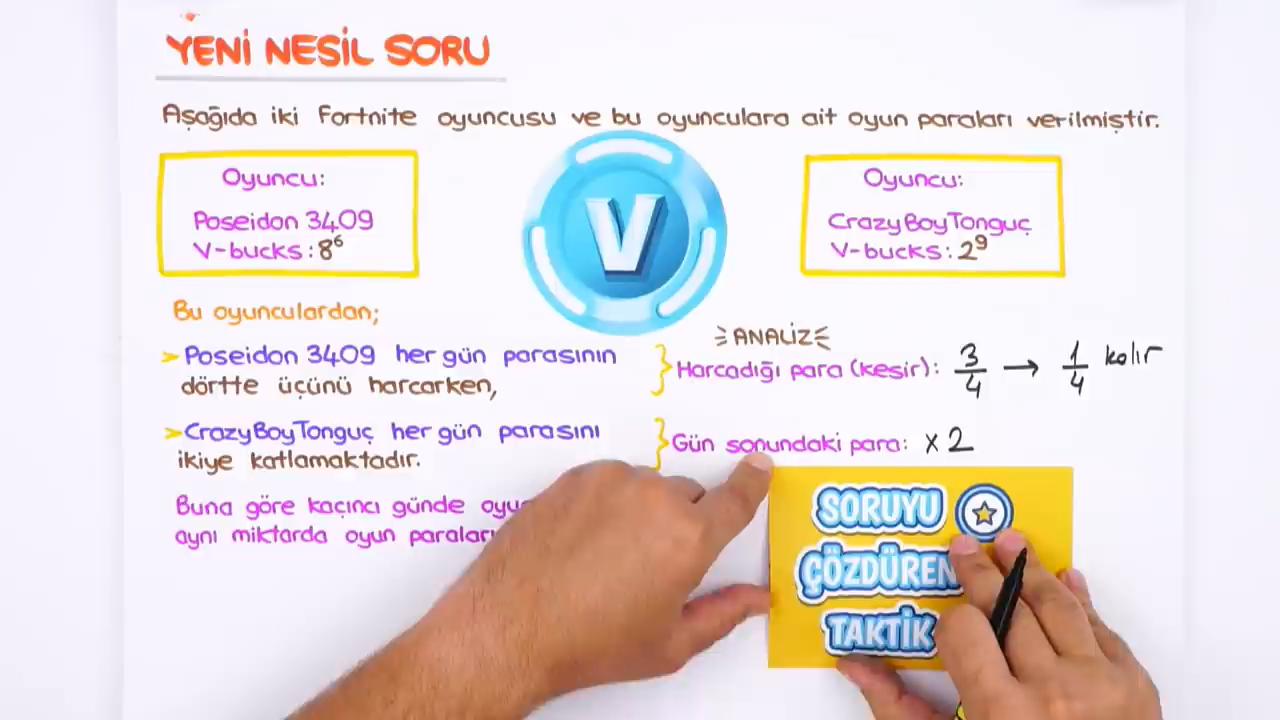 YENİ NESİL SORU
Aşağıda iki Fortnite oyuncusu ve bu oyunculara ait oyun paraları verilmiştir.
Oyuncu:
Poseidon 3409
V-bucks : 8⁶
V
Oyuncu:
CrazyBoyTonguç
V-bucks : 2⁹
Bu oyunculardan;
➤ Poseidon 3409 her gün parasının
dörtte üçünü harcarken,
➤ CrazyBoyTonguç her gün parasını
ikiye katlamaktadır.
Buna göre kaçıncı günde
aynı miktarda oyun
ANALİZ
Harcadığı para (kesir): 3/4 → 1/4 kalır
Gün sonundaki para: x 2
SORUYU
ÇÖZDÜREN
TAKTİK